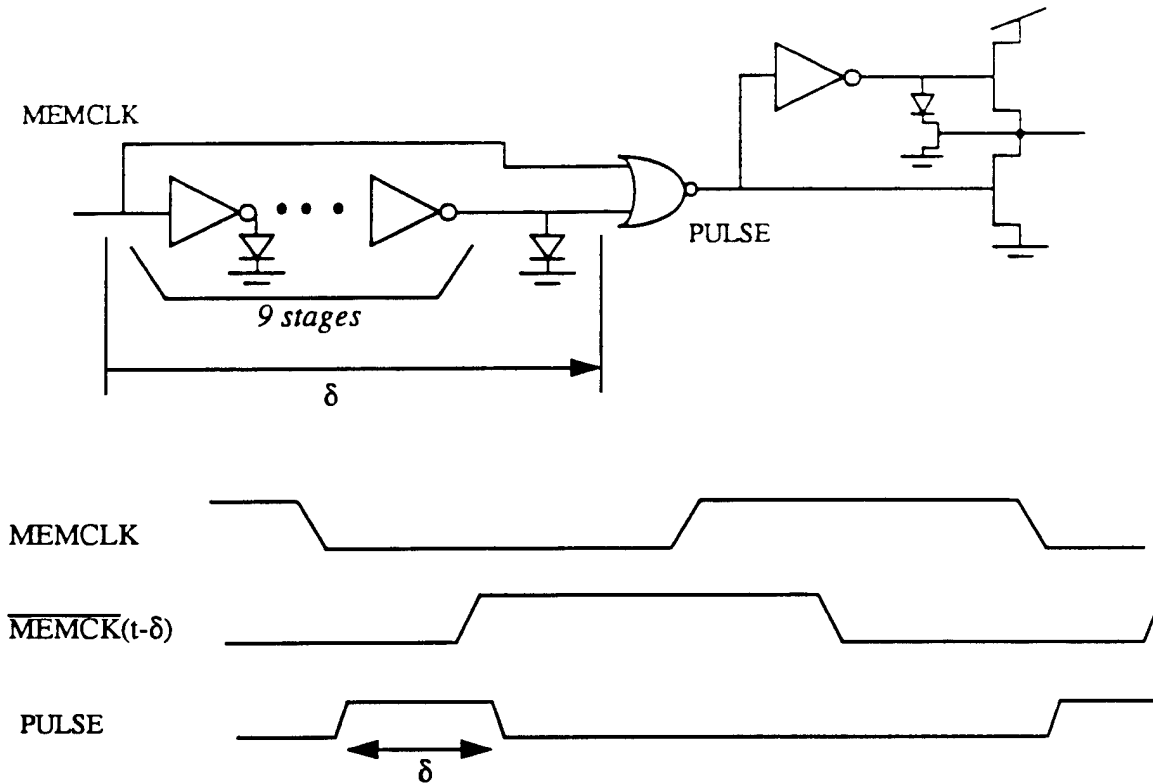 MEMCLK
PULSE
9 stages
δ
MEMCLK
MEMCK(t-δ)
PULSE
δ